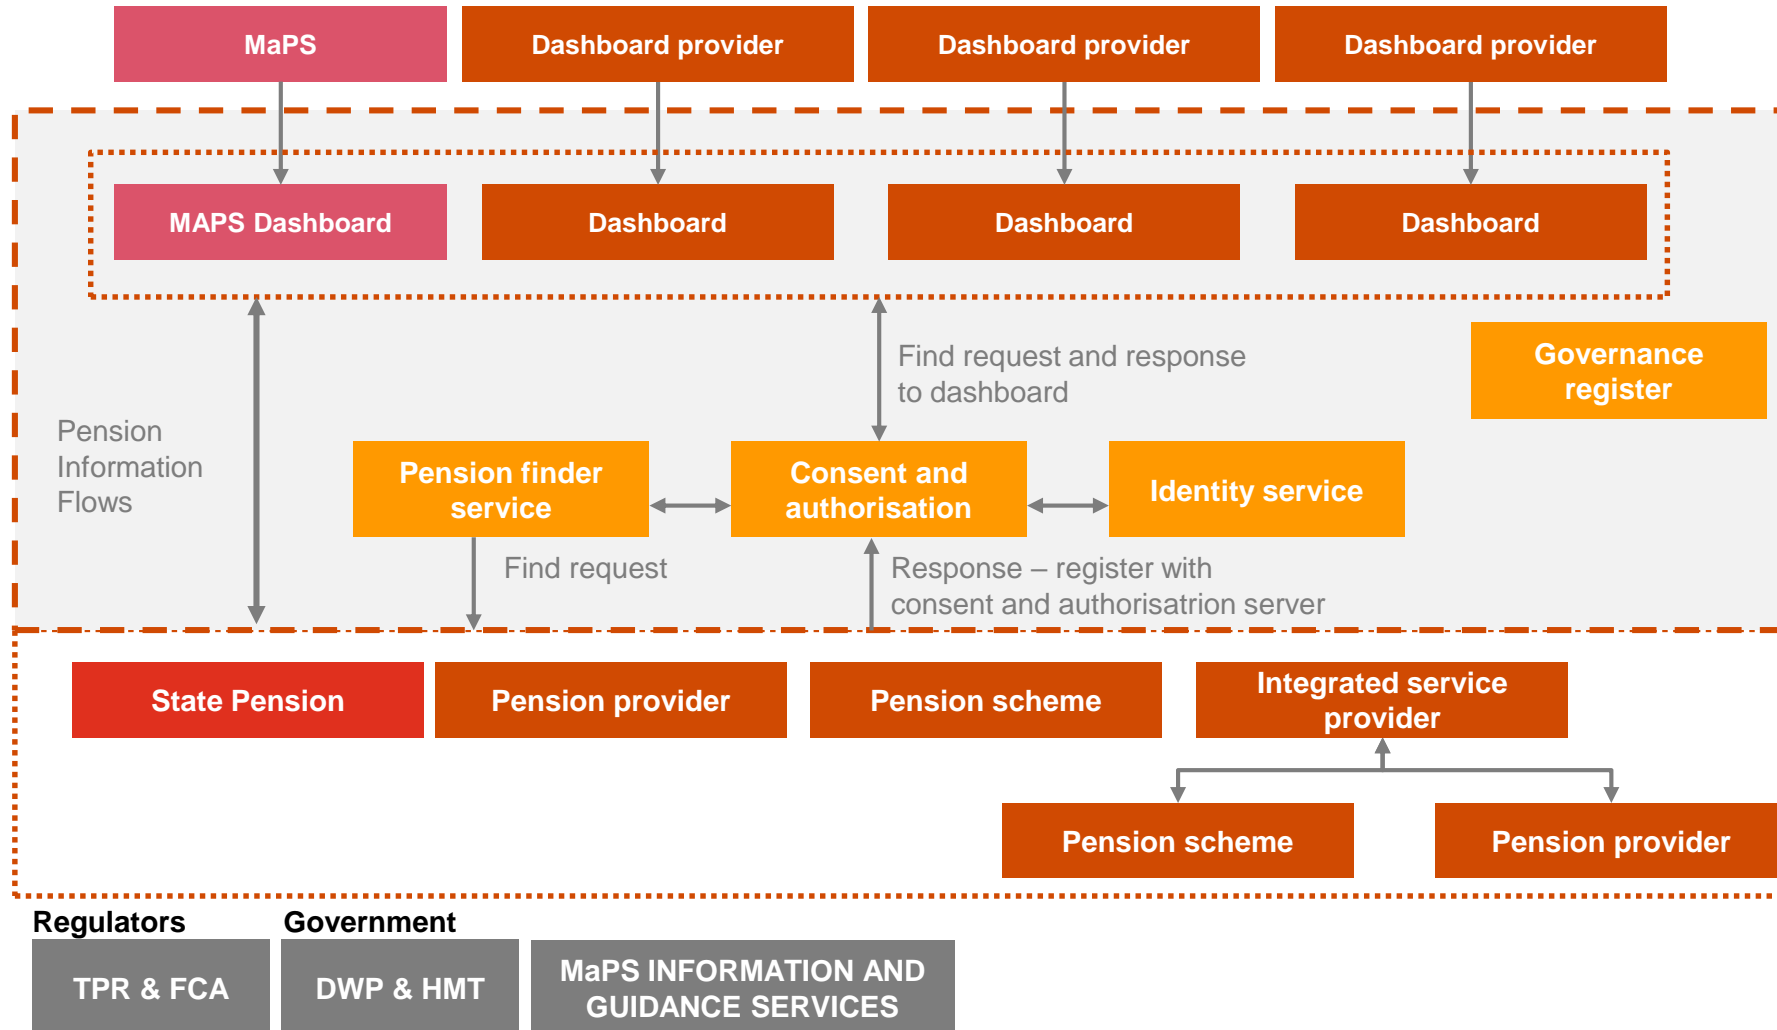 MaPS
Dashboard provider
Dashboard provider
Dashboard provider
MAPS Dashboard
Dashboard
Dashboard
Dashboard
Find request and response
to dashboard
Governance
register
Pension
Information
Flows
Pension finder
service
Consent and
authorisation
Identity service
Find request
Response – register with
consent and authorisatrion server
State Pension
Pension provider
Pension scheme
Integrated service
provider
Pension scheme
Pension provider
Regulators
Government
TPR & FCA
DWP & HMT
MaPS INFORMATION AND
GUIDANCE SERVICES